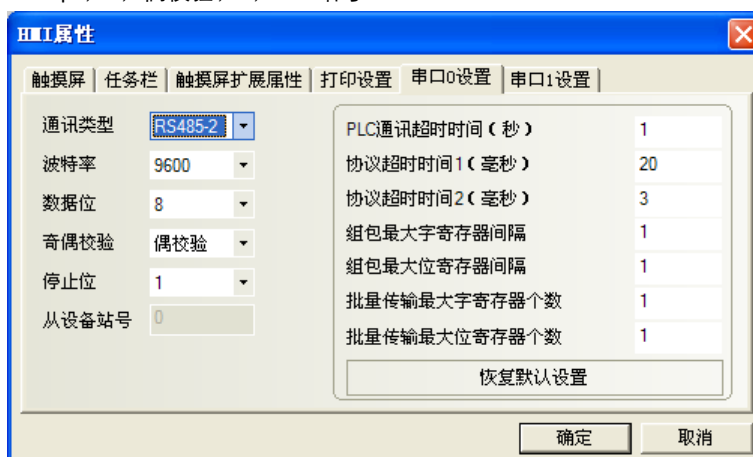 HMI属性
触摸屏 任务栏 触摸屏扩展属性 打印设置 串口0设置 串口1设置
通讯类型 RS485-2
波特率 9600
数据位 8
奇偶校验 偶校验
停止位 1
从设备站号 0
PLC通讯超时时间(秒) 1
协议超时时间1(毫秒) 20
协议超时时间2(毫秒) 3
组包最大字寄存器间隔 1
组包最大位寄存器间隔 1
批量传输最大字寄存器个数 1
批量传输最大位寄存器个数 1
恢复默认设置
确定 取消